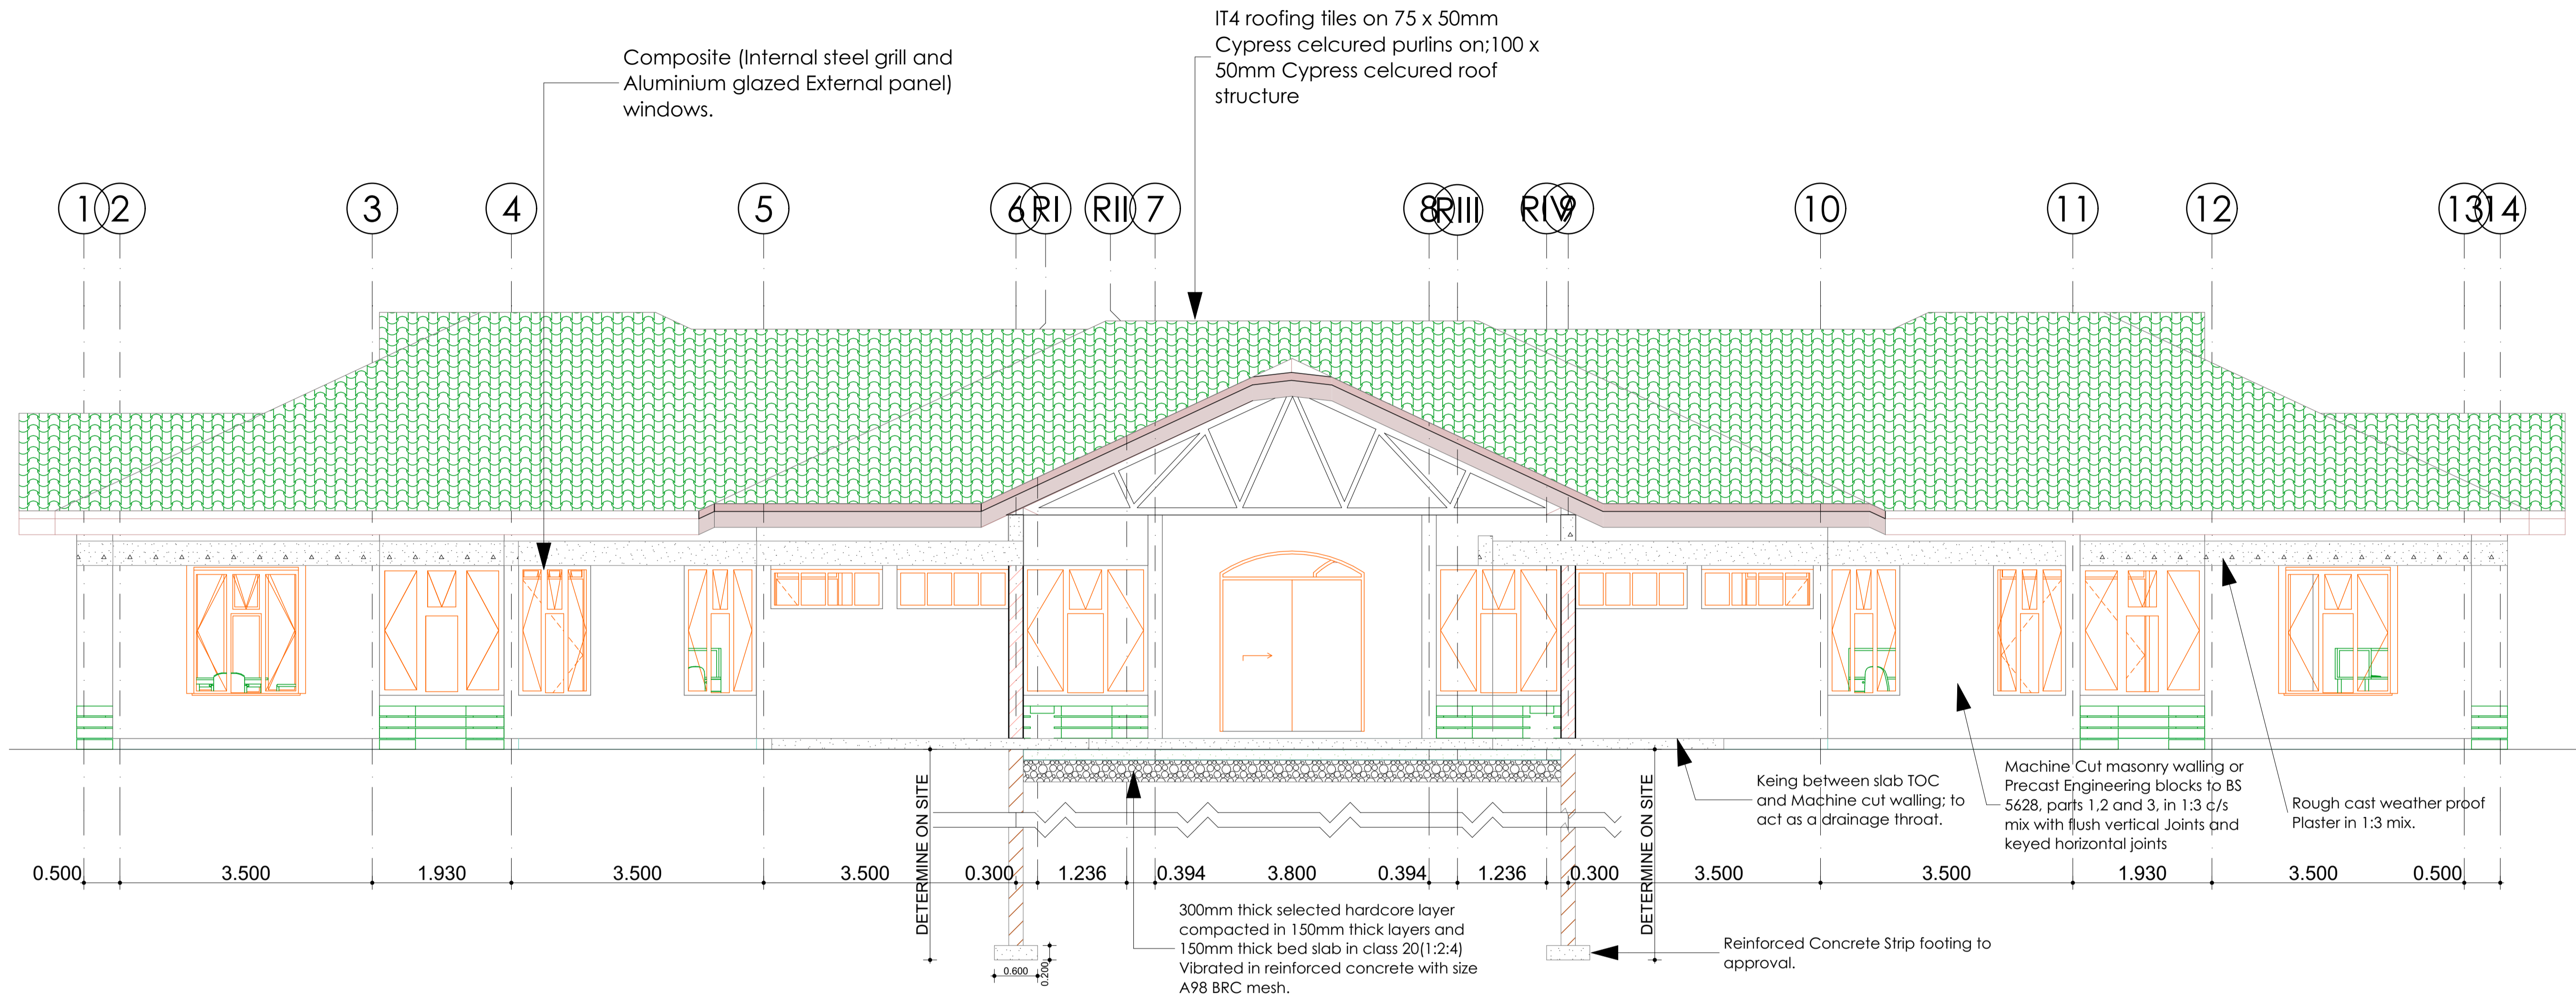 IT4 roofing tiles on 75 x 50mm
Cypress celcured purlins on;100 x
50mm Cypress celcured roof
structure
Composite (Internal steel grill and
Aluminium glazed External panel)
windows.
1 2 3 4 5 6 RI RII 7 8 RIII RIV 9 10 11 12 13 14
DETERMINE ON SITE
DETERMINE ON SITE
Keing between slab TOC
and Machine cut walling; to
act as a drainage throat.
Machine Cut masonry walling or
Precast Engineering blocks to BS
5628, parts 1,2 and 3, in 1:3 c/s
mix with flush vertical Joints and
keyed horizontal joints
Rough cast weather proof
Plaster in 1:3 mix.
0.500 3.500 1.930 3.500 3.500 0.300 1.236 0.394 3.800 0.394 1.236 0.300 3.500 3.500 1.930 3.500 0.500
300mm thick selected hardcore layer
compacted in 150mm thick layers and
150mm thick bed slab in class 20(1:2:4)
Vibrated in reinforced concrete with size
A98 BRC mesh.
Reinforced Concrete Strip footing to
approval.
0.600
0.200